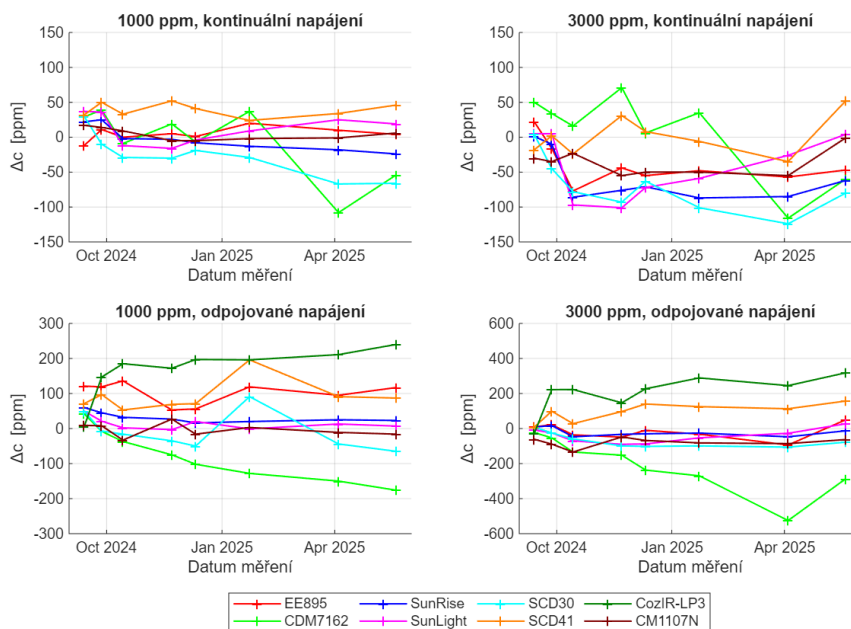 1000 ppm, kontinuální napájení
150
100
50
0
-50
-100
-150
Δc [ppm]
Oct 2024
Jan 2025
Apr 2025
Datum měření
3000 ppm, kontinuální napájení
150
100
50
0
-50
-100
-150
Δc [ppm]
Oct 2024
Jan 2025
Apr 2025
Datum měření
1000 ppm, odpojované napájení
300
200
100
0
-100
-200
-300
Δc [ppm]
Oct 2024
Jan 2025
Apr 2025
Datum měření
3000 ppm, odpojované napájení
600
400
200
0
-200
-400
-600
Δc [ppm]
Oct 2024
Jan 2025
Apr 2025
Datum měření
EE895
SunRise
SCD30
CozIR-LP3
CDM7162
SunLight
SCD41
CM1107N